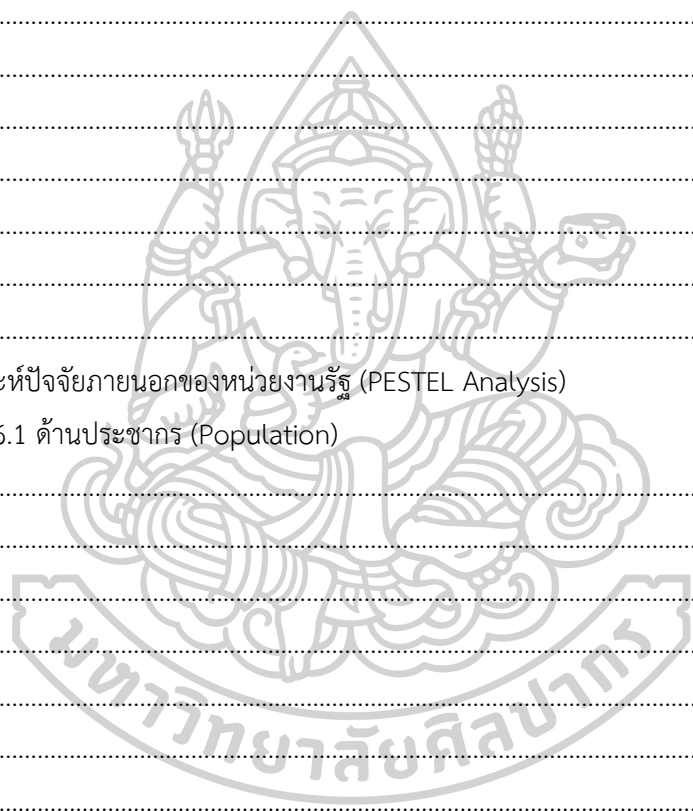 ะห์ปัจจัยภายนอกของหน่วยงานรัฐ (PESTEL Analysis)
6.1 ด้านประชากร (Population)
มหาวิทยาลัยศิลปากร